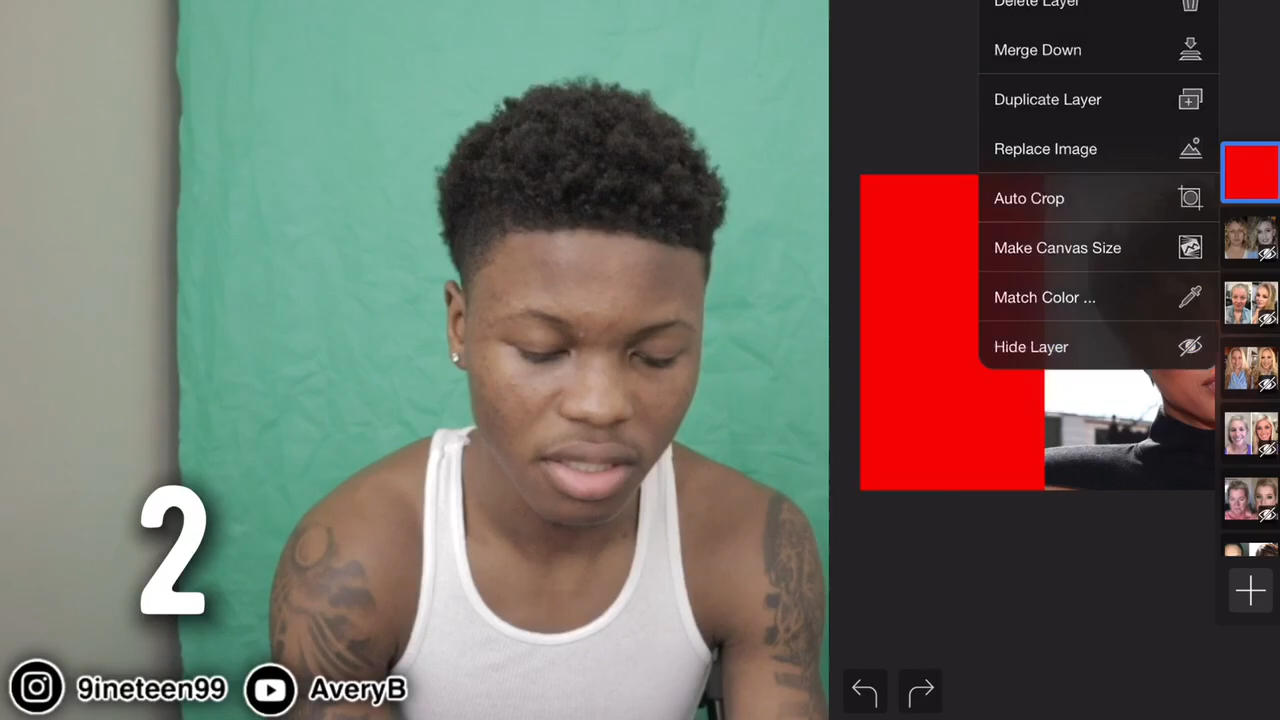 Delete Layer
Merge Down
Duplicate Layer
Replace Image
Auto Crop
Make Canvas Size
Match Color ...
Hide Layer
2
9ineteen99
AveryB